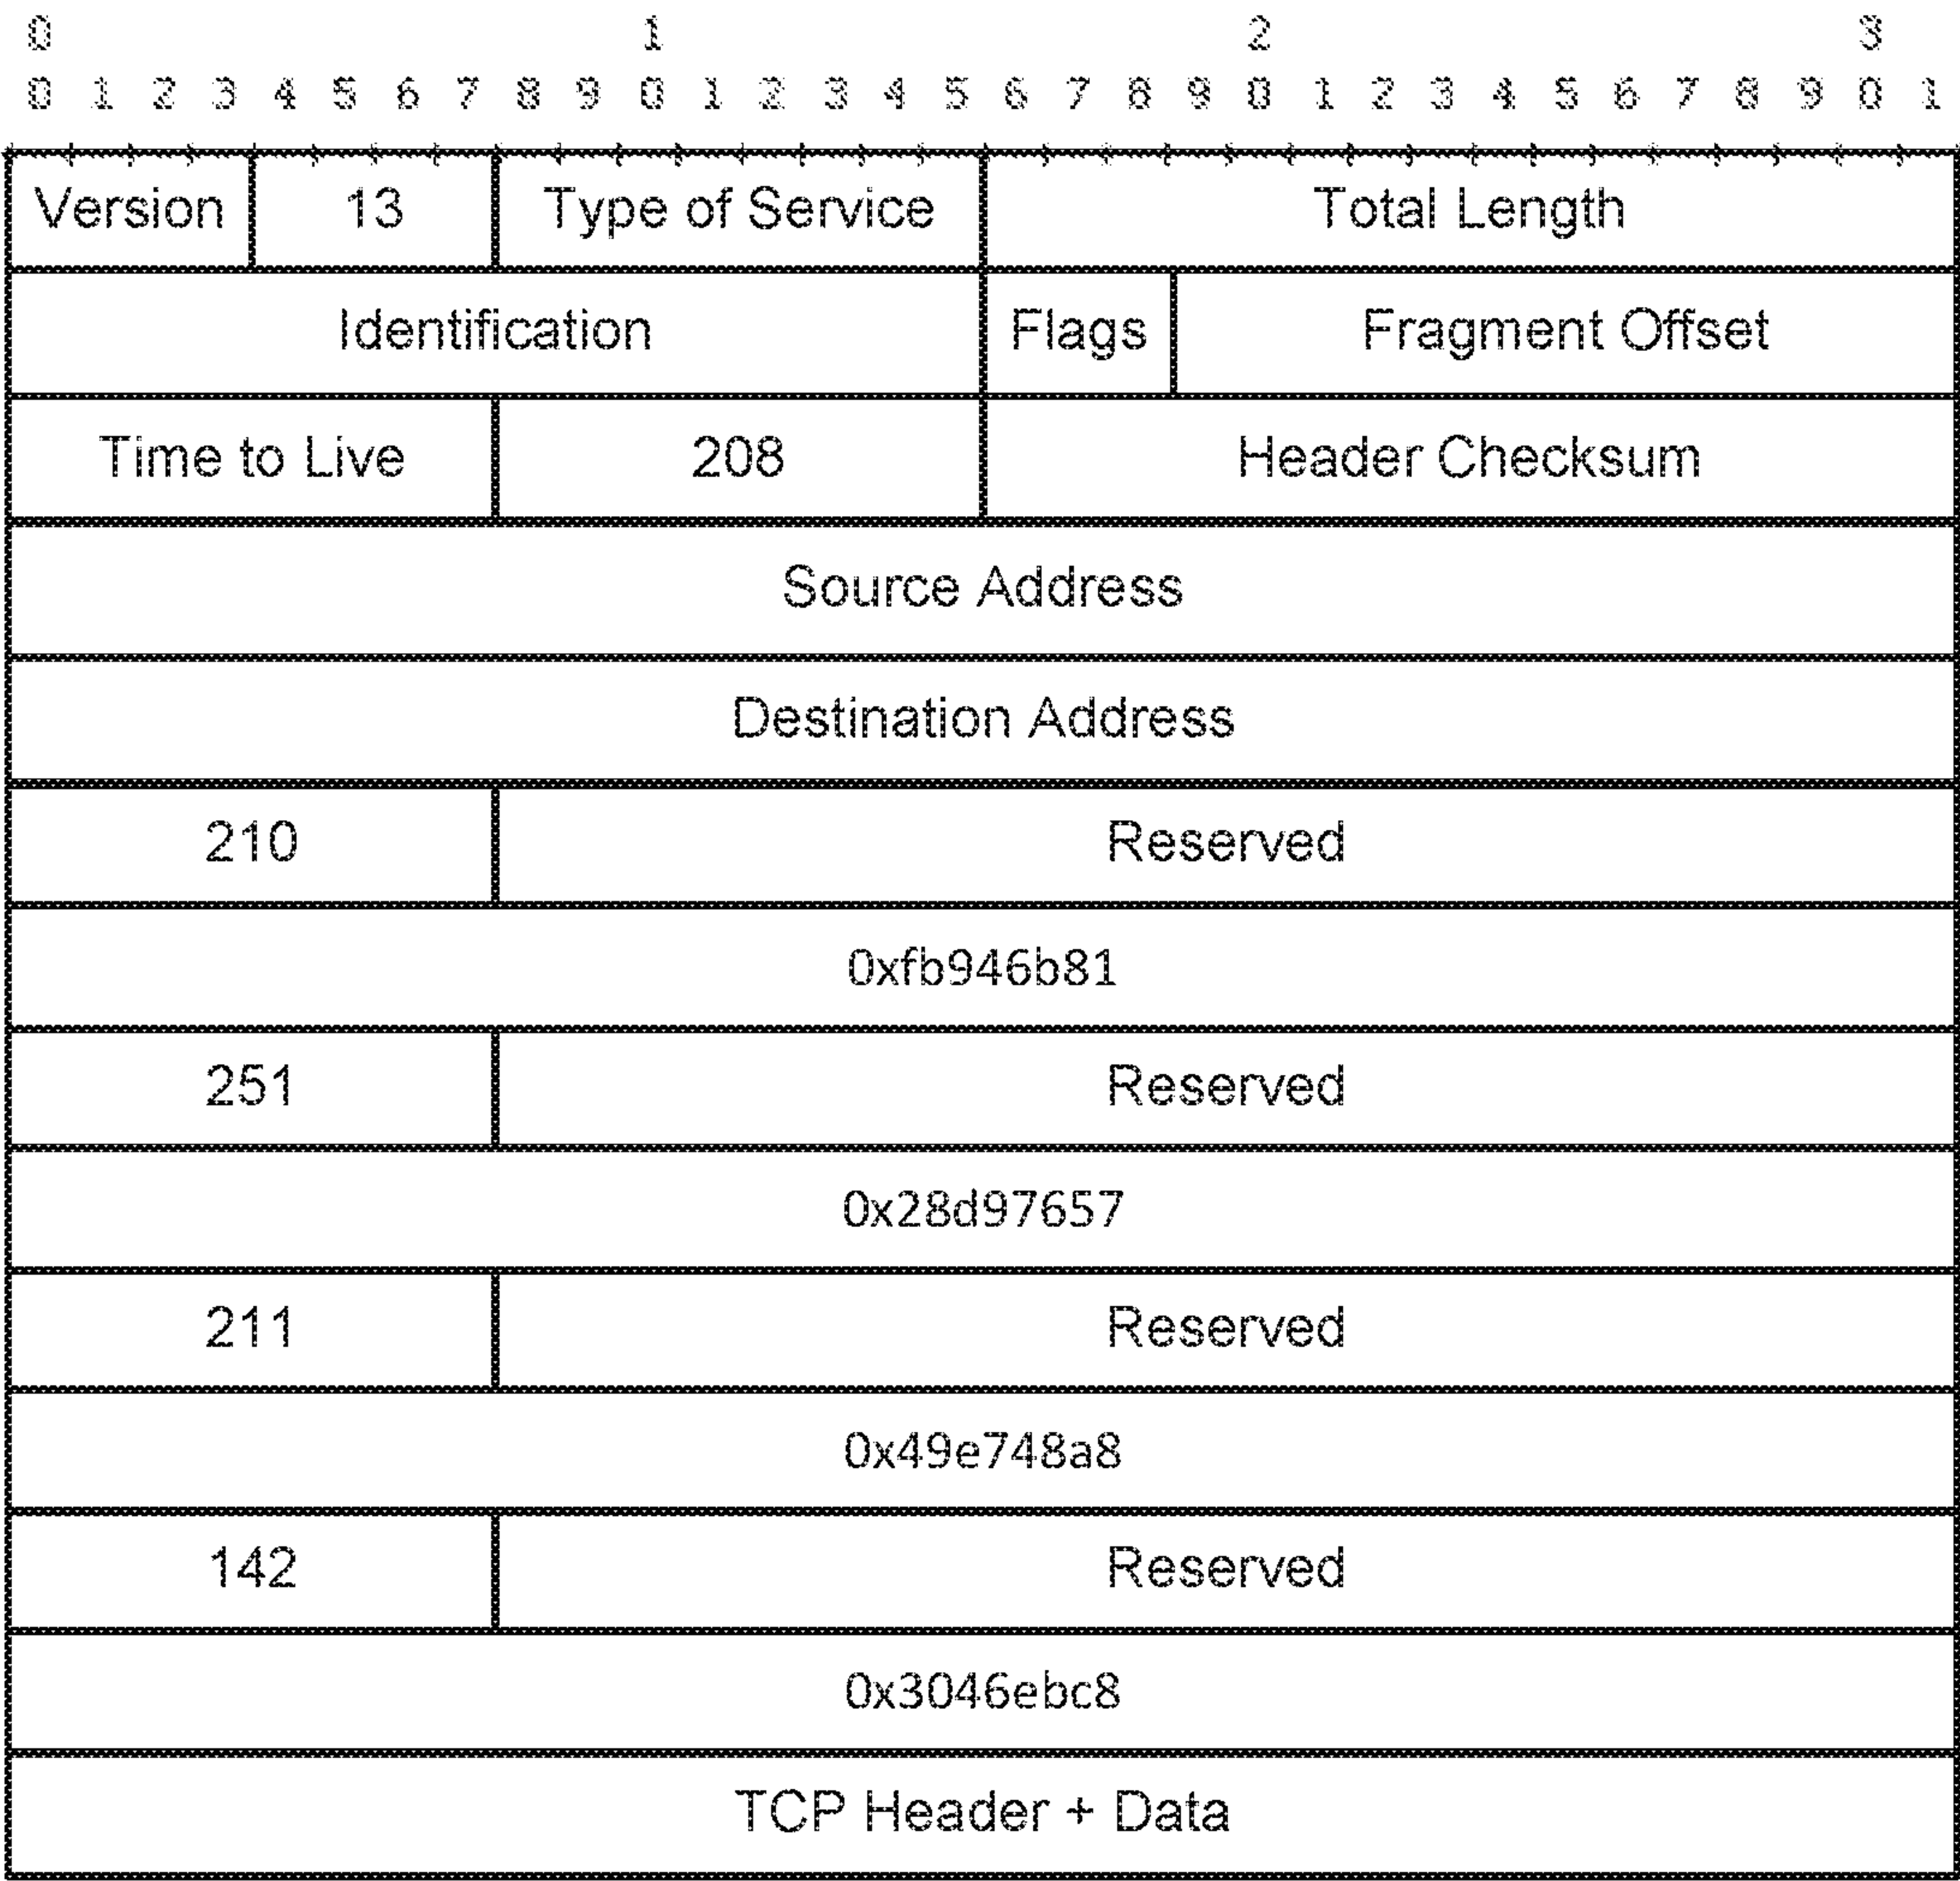 0 1 2 3
0 1 2 3 4 5 6 7 8 9 0 1 2 3 4 5 6 7 8 9 0 1 2 3 4 5 6 7 8 9 0 1
Version 13 Type of Service Total Length
Identification Flags Fragment Offset
Time to Live 208 Header Checksum
Source Address
Destination Address
210 Reserved
0xfb946b81
251 Reserved
0x28d97657
211 Reserved
0x49e748a8
142 Reserved
0x3046ebc8
TCP Header + Data